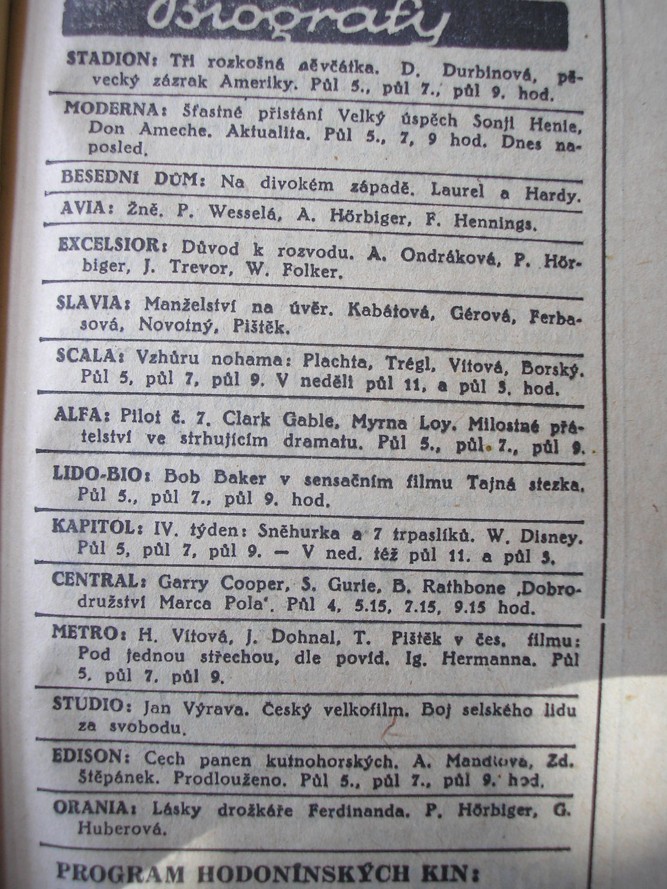 Biografy
STADION: Tři rozkošná děvčátka. D. Durbinová, pě-
vecký zázrak Ameriky. Půl 5., půl 7., půl 9. hod.
MODERNA: Šťastné přistání Velký úspěch Sonji Henie,
Don Ameche. Aktualita. Půl 5., 7, 9 hod. Dnes na-
posled.
BESEDNÍ DŮM: Na divokém západě. Laurel a Hardy.
AVIA: Žně. P. Wesselá, A. Hörbiger, F. Hennings.
EXCELSIOR: Důvod k rozvodu. A. Ondráková, P. Hör-
biger, J. Trevor, W. Folker.
SLAVIA: Manželství na úvěr. Kabátová, Gérová, Ferba-
sová, Novotný, Pištěk.
SCALA: Vzhůru nohama: Plachta, Trégl, Vítová, Borský.
Půl 5, půl 7, půl 9. V neděli půl 11, a půl 3. hod.
ALFA: Pilot č. 7. Clark Gable, Myrna Loy. Milostné přá-
telství ve strhujícím dramatu. Půl 5., půl 7., půl 9.
LIDO-BIO: Bob Baker v sensačním filmu Tajná stezka.
Půl 5., půl 7., půl 9. hod.
KAPITOL: IV. týden: Sněhurka a 7 trpaslíků. W. Disney.
Půl 5, půl 7, půl 9. — V ned. též půl 11. a půl 3.
CENTRAL: Garry Cooper, S. Gurie, B. Rathbone ‚Dobro-
družství Marca Pola‘. Půl 4, 5.15, 7.15, 9.15 hod.
METRO: H. Vítová, J. Dohnal, T. Pištěk v čes. filmu:
Pod jednou střechou, dle povíd. Ig. Hermanna. Půl
5, půl 7, půl 9.
STUDIO: Jan Výrava. Český velkofilm. Boj selského lidu
za svobodu.
EDISON: Cech panen kutnohorských. A. Mandlová, Zd.
Štěpánek. Prodlouženo. Půl 5., půl 7., půl 9. hod.
ORANIA: Lásky drožkáře Ferdinanda. P. Hörbiger, G.
Huberová.
PROGRAM HODONÍNSKÝCH KIN: